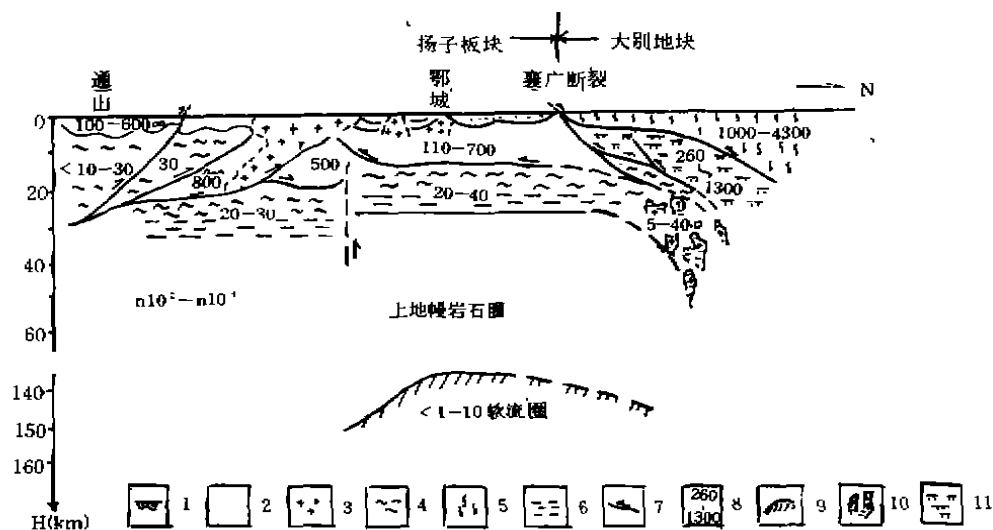 扬子板块 大别地块
通山 鄂城 襄广断裂 N
0 100-600 1000-4300
<10-30 30 800 500 110-700 260 1300
20 20-30 20-40 5-40
40 n10²-n10⁴ 上地幔岩石圈
60
140 <1-10 软流圈
150
160
H(km) 1 2 3 4 5 6 7 260 1300 8 9 10 11